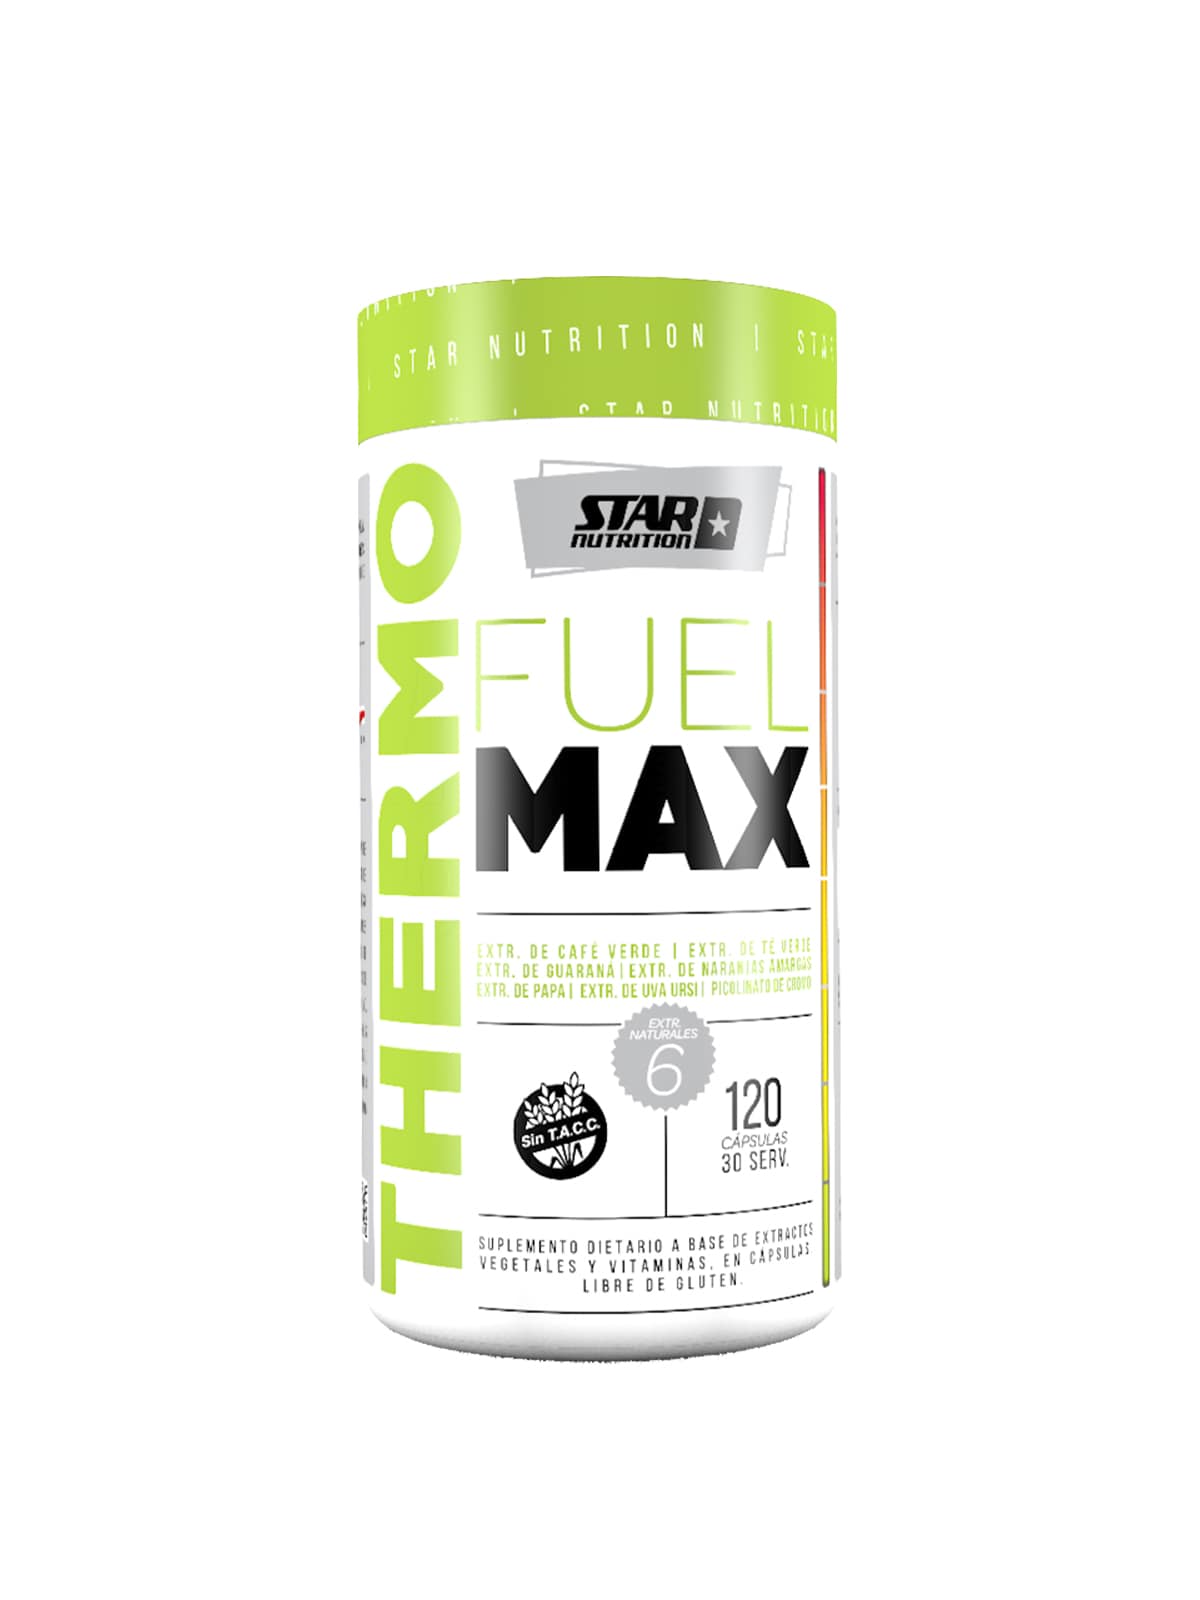 STAR NUTRITION |
STAR NUTRITION
THERMO
STAR
NUTRITION
FUEL
MAX
EXTR. DE CAFÉ VERDE | EXTR. DE TÉ VERDE
EXTR. DE GUARANÁ | EXTR. DE NARANJAS AMARGAS
EXTR. DE PAPA | EXTR. DE UVA URSI | PICOLINATO DE CROMO
EXTR.
NATURALES
6
Sin T.A.C.C.
120
CÁPSULAS
30 SERV.
SUPLEMENTO DIETARIO A BASE DE EXTRACTOS
VEGETALES Y VITAMINAS, EN CÁPSULAS.
LIBRE DE GLUTEN.